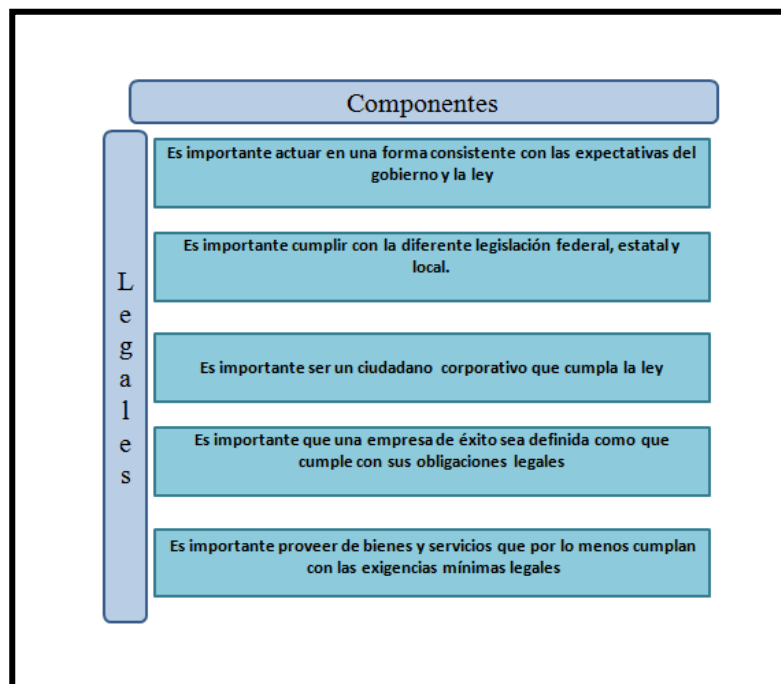 Componentes
Legales
Es importante actuar en una forma consistente con las expectativas del
gobierno y la ley
Es importante cumplir con la diferente legislación federal, estatal y
local.
Es importante ser un ciudadano corporativo que cumpla la ley
Es importante que una empresa de éxito sea definida como que
cumple con sus obligaciones legales
Es importante proveer de bienes y servicios que por lo menos cumplan
con las exigencias mínimas legales